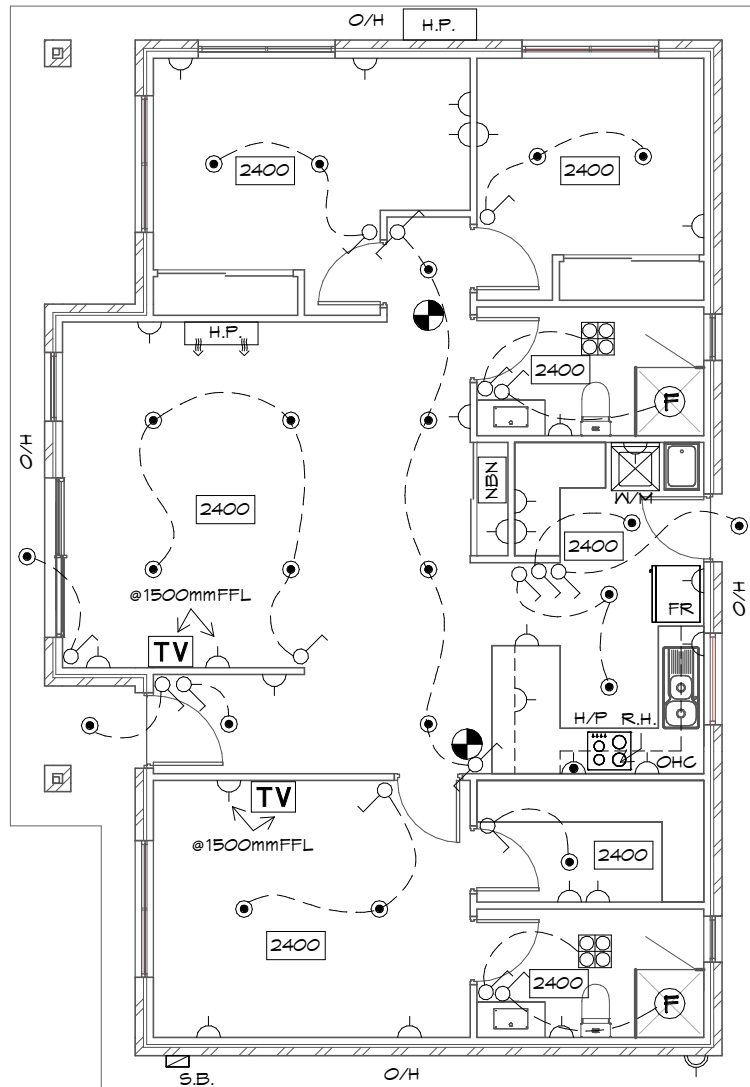 O/H
H.P.
2400
2400
H.P.
2400
F
O/H
NBN
W/M
2400
2400
@1500mmFFL
FR
O/H
TV
H/P R.H.
OHC
TV
@1500mmFFL
2400
2400
2400
F
S.B.
O/H